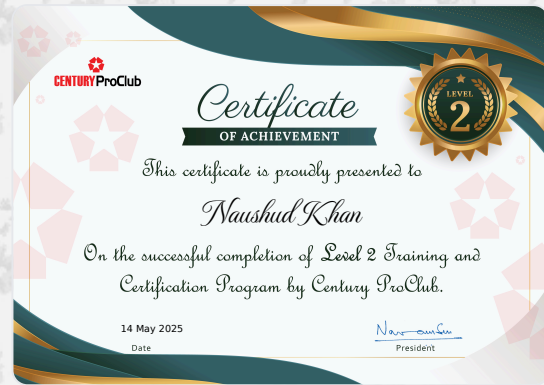 CENTURY ProClub
Certificate
OF ACHIEVEMENT
LEVEL
2
This certificate is proudly presented to
Naushud Khan
On the successful completion of Level 2 Training and
Certification Program by Century ProClub.
14 May 2025
Date
President